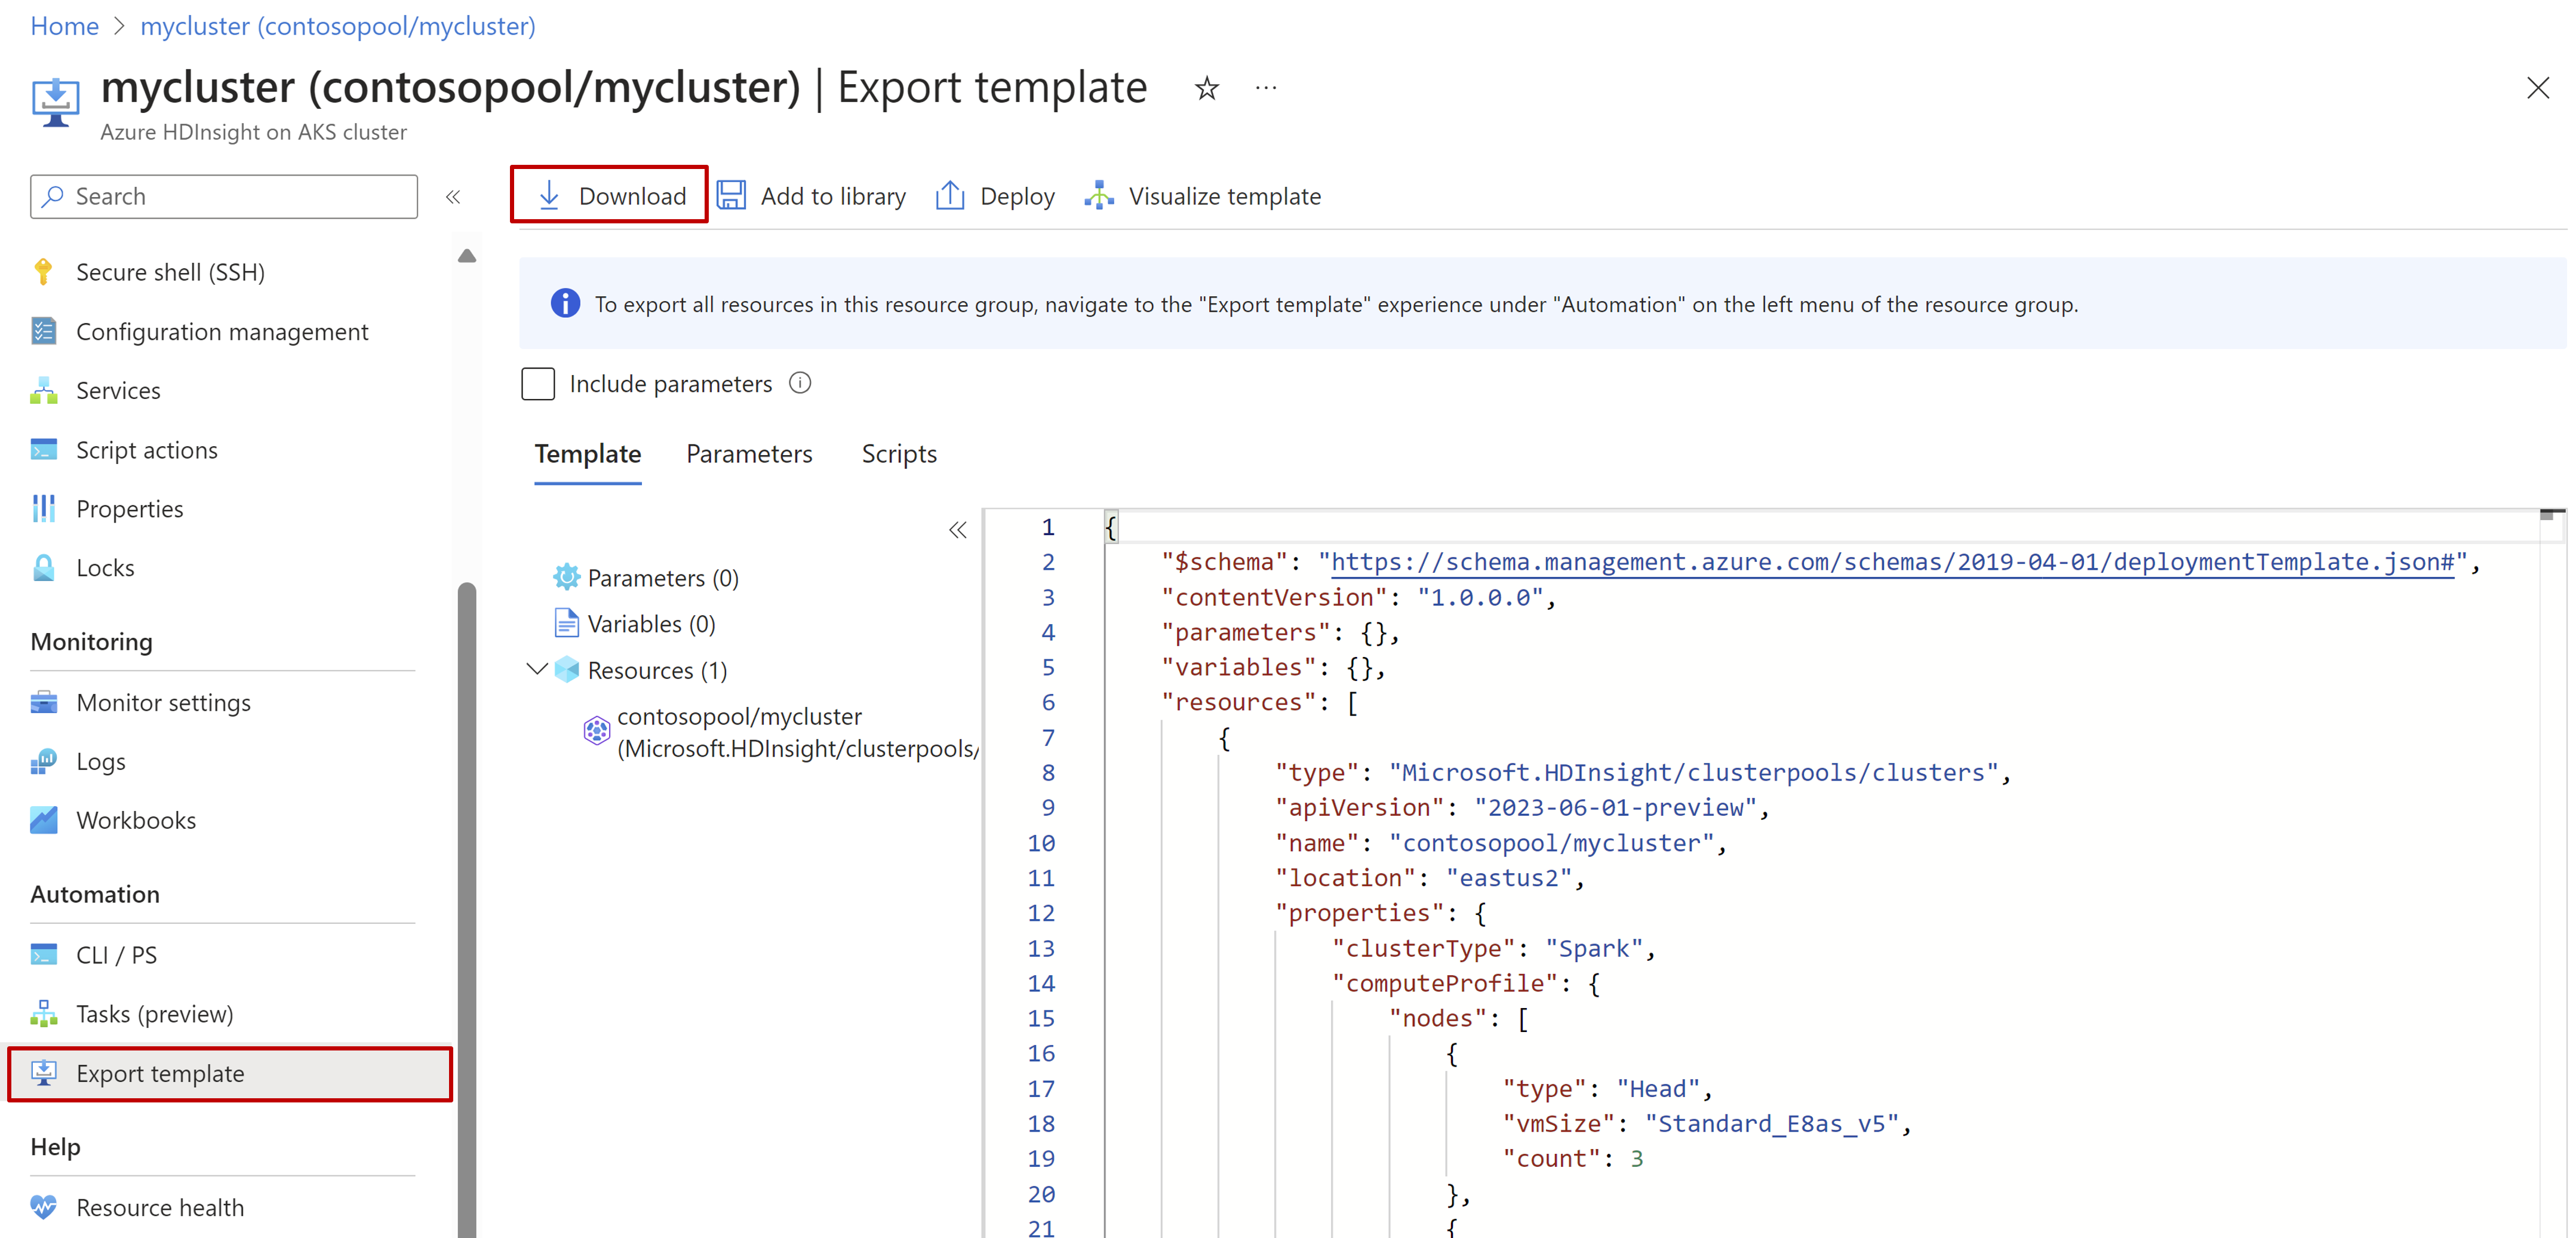 Home > mycluster (contosopool/mycluster)
mycluster (contosopool/mycluster) | Export template
Azure HDInsight on AKS cluster
Search
Secure shell (SSH)
Configuration management
Services
Script actions
Properties
Locks
Monitoring
Monitor settings
Logs
Workbooks
Automation
CLI / PS
Tasks (preview)
Export template
Help
Resource health
Download
Add to library
Deploy
Visualize template
To export all resources in this resource group, navigate to the "Export template" experience under "Automation" on the left menu of the resource group.
Include parameters
Template
Parameters
Scripts
Parameters (0)
Variables (0)
Resources (1)
contosopool/mycluster
(Microsoft.HDInsight/clusterpools/
1 {
2 "$schema": "https://schema.management.azure.com/schemas/2019-04-01/deploymentTemplate.json#",
3 "contentVersion": "1.0.0.0",
4 "parameters": {},
5 "variables": {},
6 "resources": [
7 {
8 "type": "Microsoft.HDInsight/clusterpools/clusters",
9 "apiVersion": "2023-06-01-preview",
10 "name": "contosopool/mycluster",
11 "location": "eastus2",
12 "properties": {
13 "clusterType": "Spark",
14 "computeProfile": {
15 "nodes": [
16 {
17 "type": "Head",
18 "vmSize": "Standard_E8as_v5",
19 "count": 3
20 },
21 {